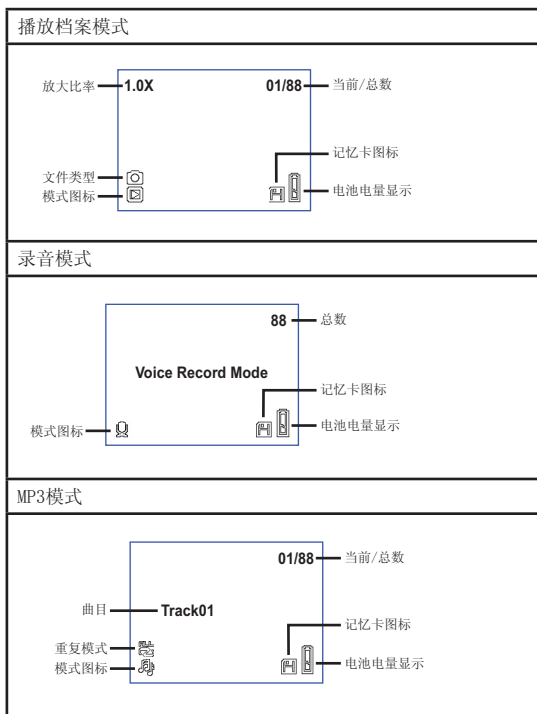 播放档案模式
放大比率 1.0X 01/88 当前/总数
记忆卡图标
文件类型
模式图标 电池电量显示
录音模式
88 总数
Voice Record Mode
记忆卡图标
模式图标 电池电量显示
MP3模式
01/88 当前/总数
曲目 Track01
记忆卡图标
重复模式
模式图标 电池电量显示